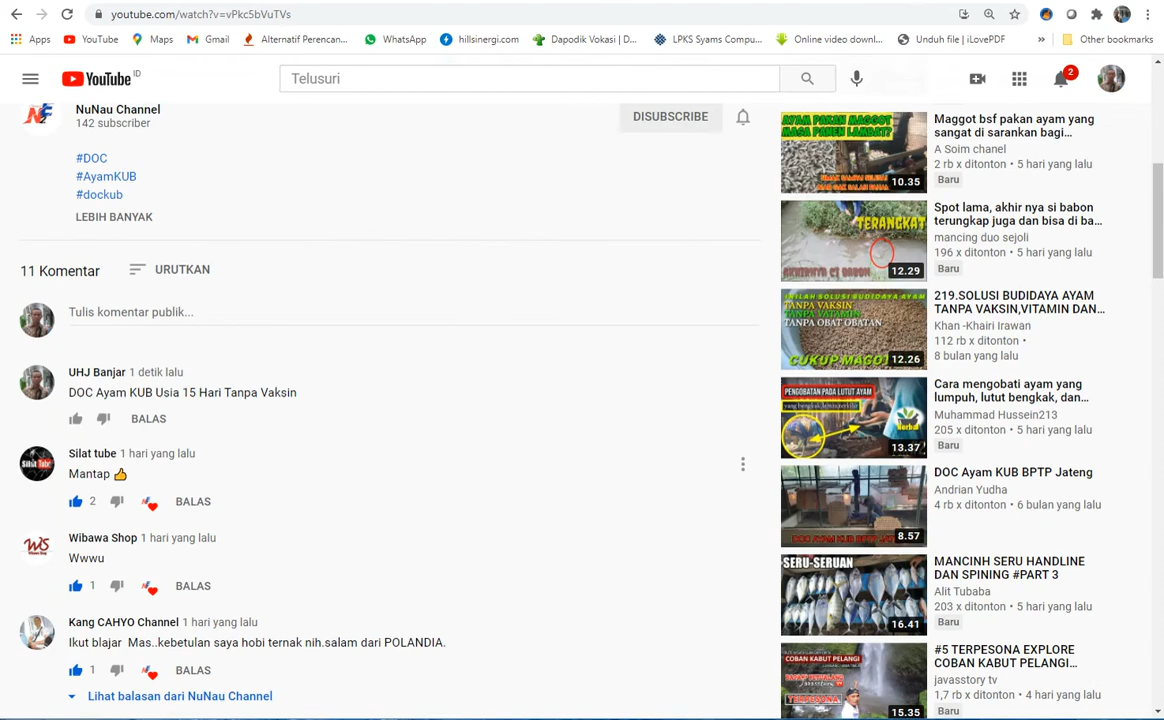 youtube.com/watch?v=vPkc5bVuTVs
Apps YouTube Maps Gmail Alternatif Perencan... WhatsApp hillsinergi.com Dapodik Vokasi | D... LPKS Syams Compu... Online video downl... Unduh file | iLovePDF » Other bookmarks
YouTube ID
Telusuri
2
NuNau Channel
142 subscriber
DISUBSCRIBE
#DOC
#AyamKUB
#dockub
LEBIH BANYAK
11 Komentar
URUTKAN
Tulis komentar publik...
UHJ Banjar 1 detik lalu
DOC Ayam KUB Usia 15 Hari Tanpa Vaksin
BALAS
Silat tube 1 hari yang lalu
Mantap 👍
2 BALAS
Wibawa Shop 1 hari yang lalu
Wwwu
1 BALAS
Kang CAHYO Channel 1 hari yang lalu
Ikut blajar Mas..kebetulan saya hobi ternak nih.salam dari POLANDIA.
1 BALAS
Lihat balasan dari NuNau Channel
AYAM PAKAN MAGGOT
MASA PANEN LAMBAT?
10.35
Maggot bsf pakan ayam yang
sangat di sarankan bagi...
A Soim chanel
2 rb x ditonton • 5 hari yang lalu
Baru
TERANGKAT
AKHIRNYA CI BABON
12.29
Spot lama, akhir nya si babon
terungkap juga dan bisa di ba...
mancing duo sejoli
196 x ditonton • 5 hari yang lalu
Baru
INILAH SOLUSI BUDIDAYA AYAM
TANPA VAKSIN,
TANPA VATAMIN,
TANPA OBAT OBATAN
CUKUP MAGOT
12.26
219.SOLUSI BUDIDAYA AYAM
TANPA VAKSIN,VITAMIN DAN...
Khan -Khairi Irawan
112 rb x ditonton •
8 bulan yang lalu
PENGOBATAN PADA LUTUT AYAM
Herbal
13.37
Cara mengobati ayam yang
lumpuh, lutut bengkak, dan...
Muhammad Hussein213
205 x ditonton • 5 hari yang lalu
Baru
DOC AYAM KUB BPTP JATENG
8.57
DOC Ayam KUB BPTP Jateng
Andrian Yudha
4 rb x ditonton • 6 bulan yang lalu
SERU-SERUAN
16.41
MANCINH SERU HANDLINE
DAN SPINING #PART 3
Alit Tubaba
203 x ditonton • 5 hari yang lalu
Baru
COBAN KABUT PELANGI
TERPESONA
15.35
#5 TERPESONA EXPLORE
COBAN KABUT PELANGI...
javasstory tv
1,7 rb x ditonton • 4 hari yang lalu
Baru